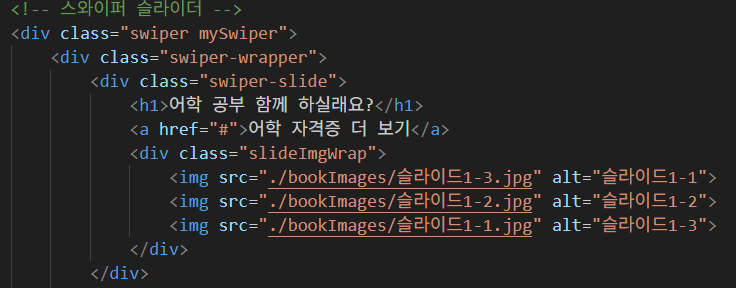 <!-- 스와이퍼 슬라이더 -->
<div class="swiper mySwiper">
<div class="swiper-wrapper">
<div class="swiper-slide">
<h1>어학 공부 함께 하실래요?</h1>
<a href="#">어학 자격증 더 보기</a>
<div class="slideImgWrap">
<img src="./bookImages/슬라이드1-3.jpg" alt="슬라이드1-1">
<img src="./bookImages/슬라이드1-2.jpg" alt="슬라이드1-2">
<img src="./bookImages/슬라이드1-1.jpg" alt="슬라이드1-3">
</div>
</div>